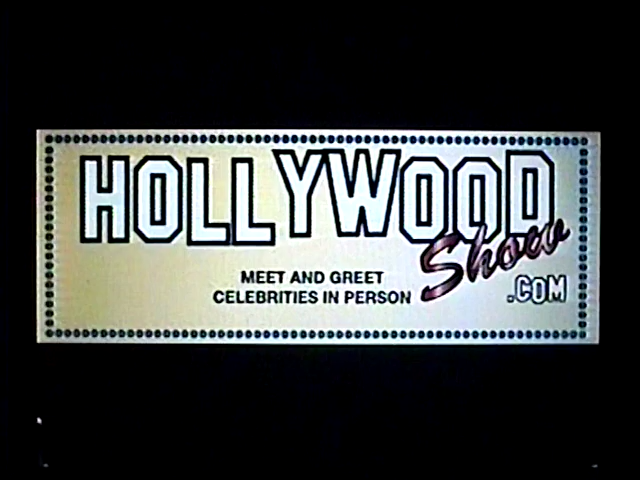 HOLLYWOOD
Show
.COM
MEET AND GREET
CELEBRITIES IN PERSON